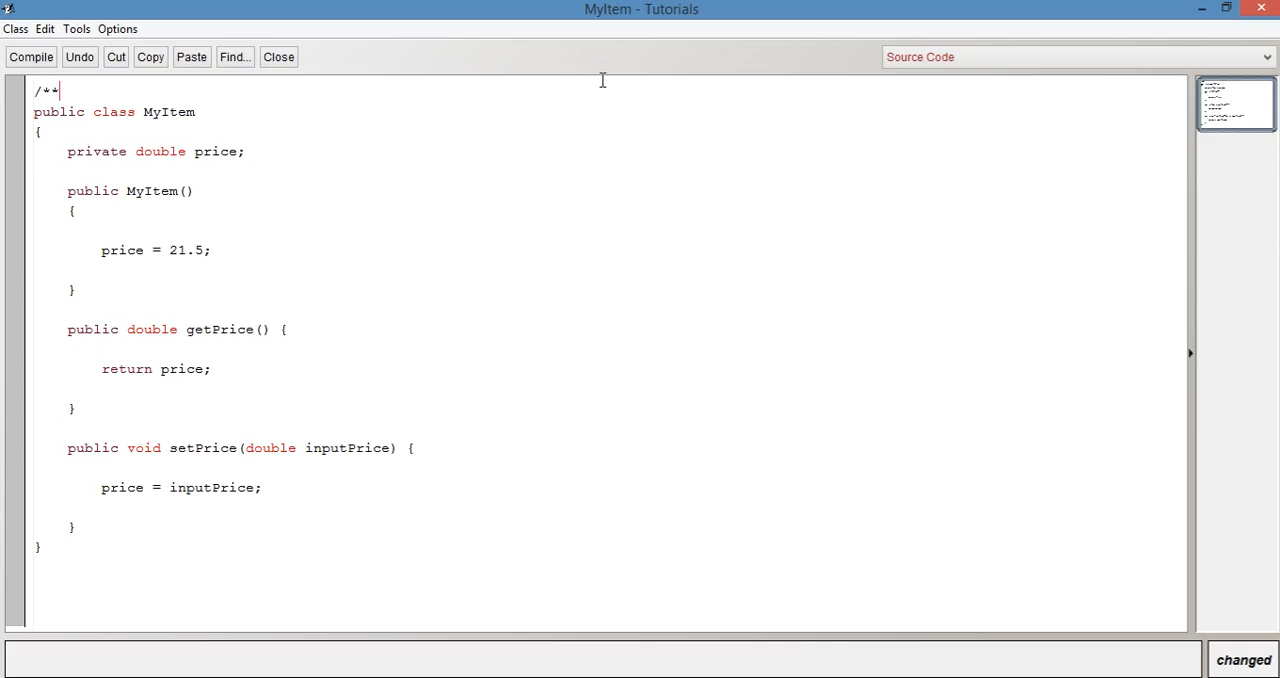 MyItem - Tutorials
Class Edit Tools Options
Compile Undo Cut Copy Paste Find... Close Source Code
/**
public class MyItem
{
private double price;
public MyItem()
{
price = 21.5;
}
public double getPrice() {
return price;
}
public void setPrice(double inputPrice) {
price = inputPrice;
}
}
changed